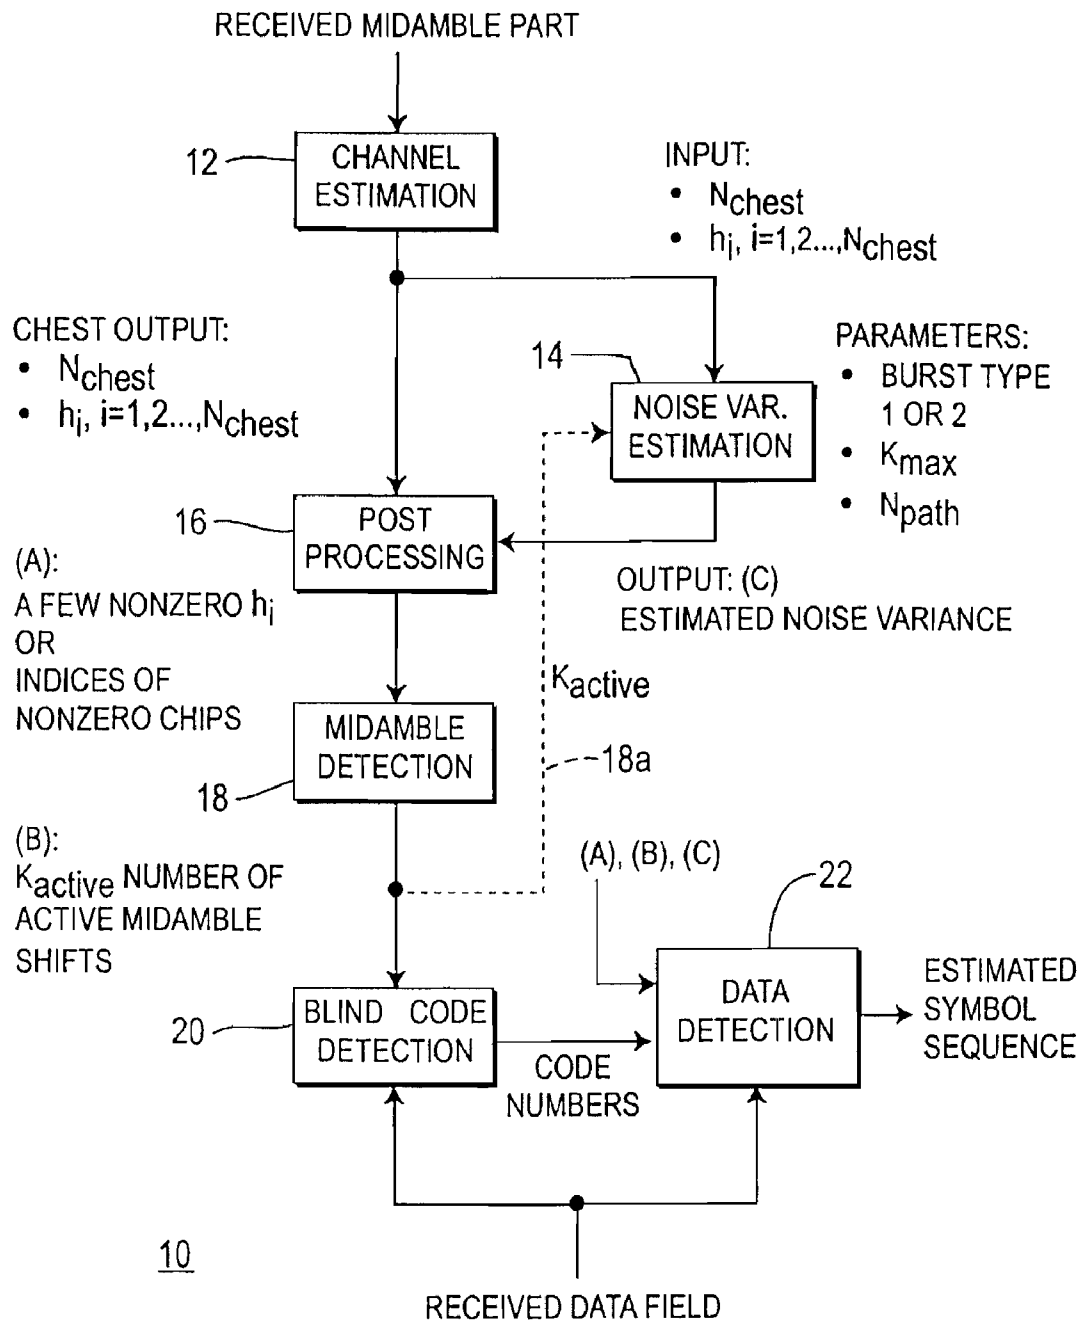 RECEIVED MIDAMBLE PART
12
CHANNEL
ESTIMATION
INPUT:
• Nchest
• hi, i=1,2...,Nchest
CHEST OUTPUT:
• Nchest
• hi, i=1,2...,Nchest
14
NOISE VAR.
ESTIMATION
PARAMETERS:
• BURST TYPE
1 OR 2
• Kmax
• Npath
16
POST
PROCESSING
(A):
A FEW NONZERO hi
OR
INDICES OF
NONZERO CHIPS
OUTPUT: (C)
ESTIMATED NOISE VARIANCE
Kactive
18a
MIDAMBLE
DETECTION
18
(B):
Kactive NUMBER OF
ACTIVE MIDAMBLE
SHIFTS
(A), (B), (C)
22
20
BLIND CODE
DETECTION
CODE
NUMBERS
DATA
DETECTION
ESTIMATED
SYMBOL
SEQUENCE
10
RECEIVED DATA FIELD